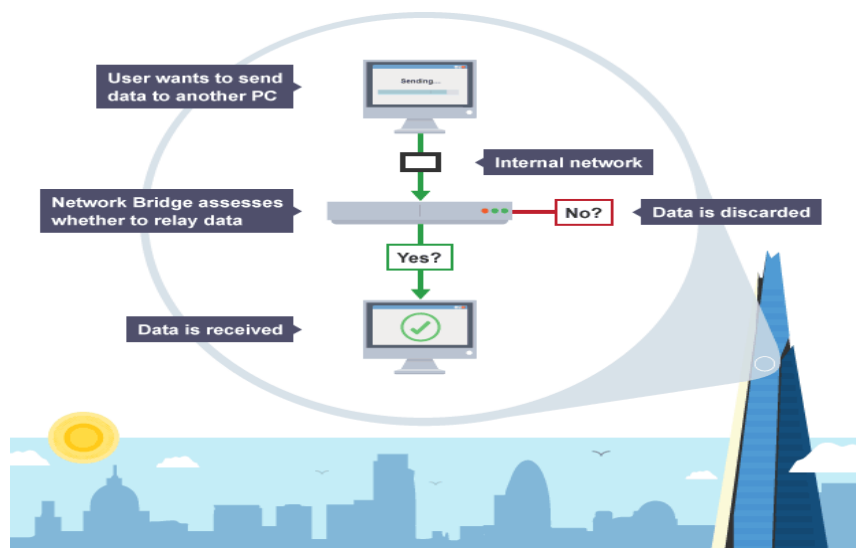 User wants to send
data to another PC
Sending...
Internal network
Network Bridge assesses
whether to relay data
No?
Data is discarded
Yes?
Data is received